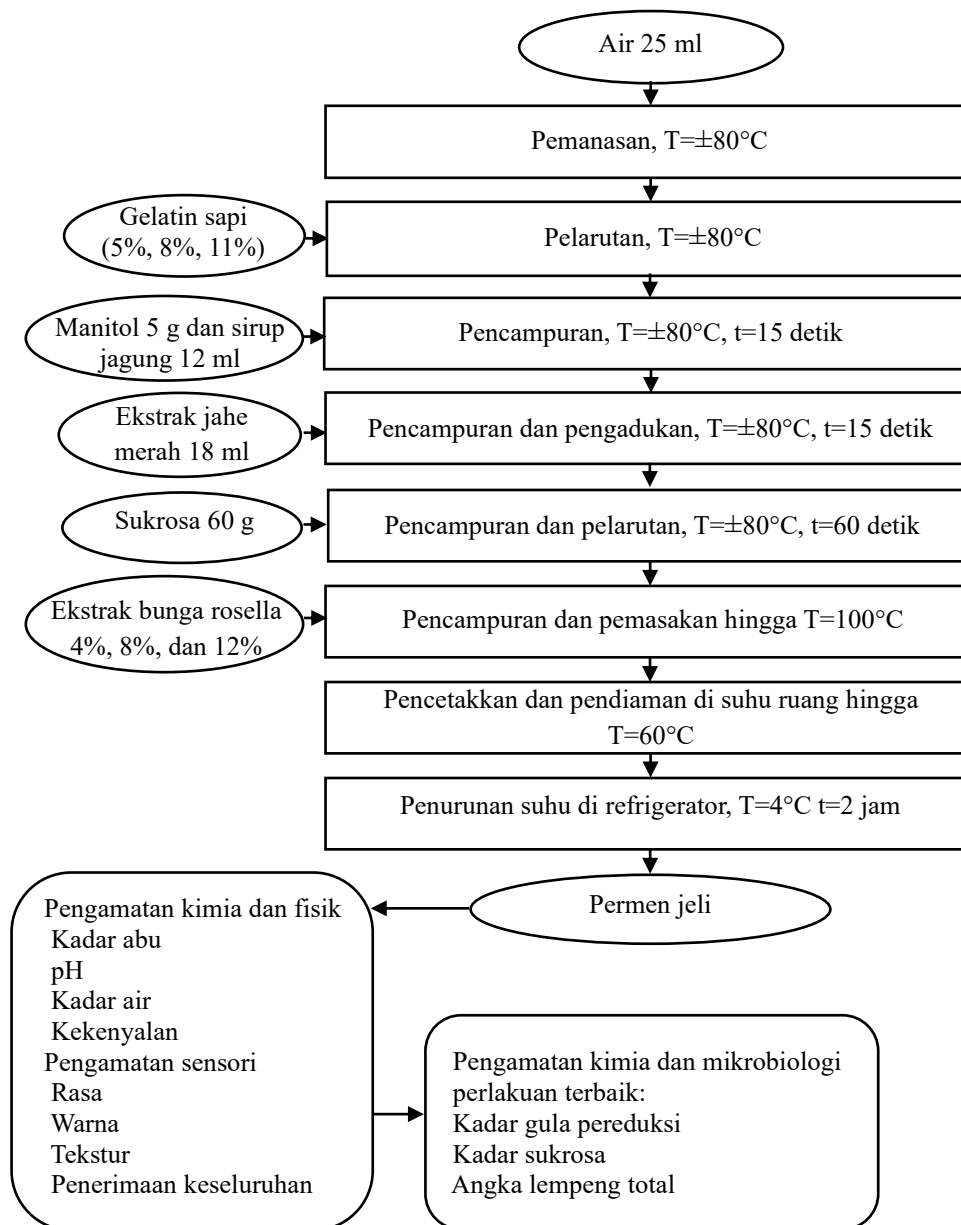 Air 25 ml
Pemanasan, T=±80°C
Gelatin sapi
(5%, 8%, 11%)
Pelarutan, T=±80°C
Manitol 5 g dan sirup
jagung 12 ml
Pencampuran, T=±80°C, t=15 detik
Ekstrak jahe
merah 18 ml
Pencampuran dan pengadukan, T=±80°C, t=15 detik
Sukrosa 60 g
Pencampuran dan pelarutan, T=±80°C, t=60 detik
Ekstrak bunga rosella
4%, 8%, dan 12%
Pencampuran dan pemasakan hingga T=100°C
Pencetakkan dan pendiaman di suhu ruang hingga
T=60°C
Penurunan suhu di refrigerator, T=4°C t=2 jam
Permen jeli
Pengamatan kimia dan fisik
Kadar abu
pH
Kadar air
Kekenyalan
Pengamatan sensori
Rasa
Warna
Tekstur
Penerimaan keseluruhan
Pengamatan kimia dan mikrobiologi
perlakuan terbaik:
Kadar gula pereduksi
Kadar sukrosa
Angka lempeng total